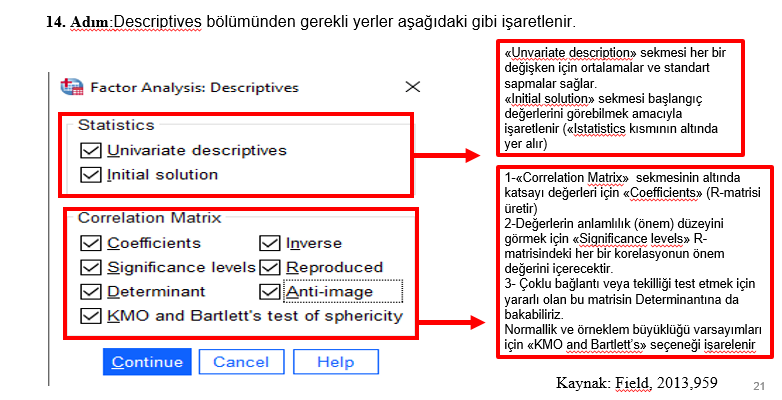 14. Adım:Descriptives bölümünden gerekli yerler aşağıdaki gibi işaretlenir.
Factor Analysis: Descriptives
Statistics
Univariate descriptives
Initial solution
Correlation Matrix
Coefficients
Inverse
Significance levels
Reproduced
Determinant
Anti-image
KMO and Bartlett's test of sphericity
Continue
Cancel
Help
«Unvariate description» sekmesi her bir
değişken için ortalamalar ve standart
sapmalar sağlar.
«Initial solution» sekmesi başlangıç
değerlerini görebilmek amacıyla
işaretlenir («Istatistics kısmının altında
yer alır)
1-«Correlation Matrix» sekmesinin altında
katsayı değerleri için «Coefficients» (R-matrisi
üretir)
2-Değerlerin anlamlılık (önem) düzeyini
görmek için «Significance levels» R-
matrisindeki her bir korelasyonun önem
değerini içerecektir.
3- Çoklu bağlantı veya tekilliği test etmek için
yararlı olan bu matrisin Determinantına da
bakabiliriz.
Normallik ve örneklem büyüklüğü varsayımları
için «KMO and Bartlett's» seçeneği işarelenir
Kaynak: Field, 2013,959
21